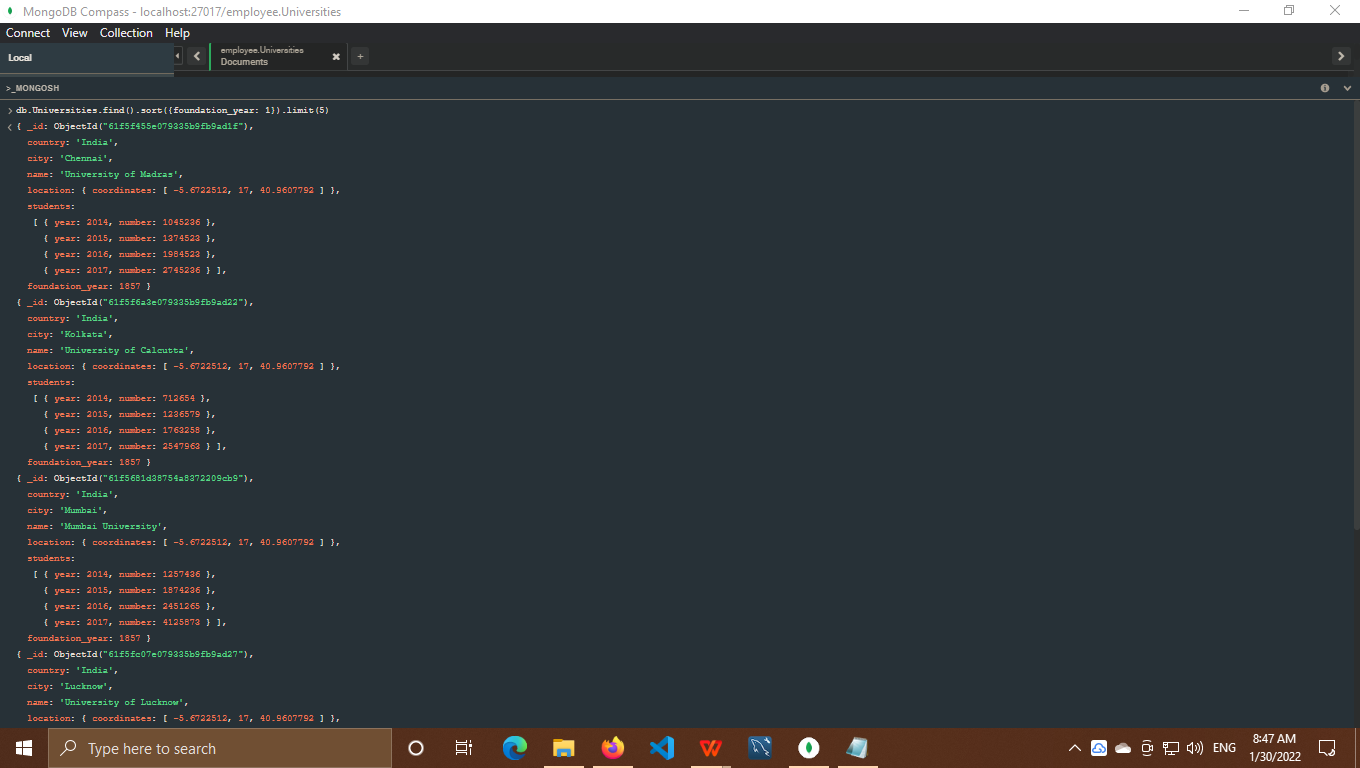 MongoDB Compass - localhost:27017/employee.Universities
Connect View Collection Help
Local
employee.Universities
Documents
>_MONGOSH
db.Universities.find().sort({foundation_year: 1}).limit(5)
{ _id: ObjectId("61f5f455e079335b9fb9ad1f"),
country: 'India',
city: 'Chennai',
name: 'University of Madras',
location: { coordinates: [ -5.6722512, 17, 40.9607792 ] },
students:
[ { year: 2014, number: 1045236 },
{ year: 2015, number: 1374523 },
{ year: 2016, number: 1984523 },
{ year: 2017, number: 2745236 } ],
foundation_year: 1857 }
{ _id: ObjectId("61f5f6a3e079335b9fb9ad22"),
country: 'India',
city: 'Kolkata',
name: 'University of Calcutta',
location: { coordinates: [ -5.6722512, 17, 40.9607792 ] },
students:
[ { year: 2014, number: 712654 },
{ year: 2015, number: 1236579 },
{ year: 2016, number: 1763258 },
{ year: 2017, number: 2547963 } ],
foundation_year: 1857 }
{ _id: ObjectId("61f5681d38754a8372209cb9"),
country: 'India',
city: 'Mumbai',
name: 'Mumbai University',
location: { coordinates: [ -5.6722512, 17, 40.9607792 ] },
students:
[ { year: 2014, number: 1257436 },
{ year: 2015, number: 1874236 },
{ year: 2016, number: 2451265 },
{ year: 2017, number: 4125873 } ],
foundation_year: 1857 }
{ _id: ObjectId("61f5fc07e079335b9fb9ad27"),
country: 'India',
city: 'Lucknow',
name: 'University of Lucknow',
location: { coordinates: [ -5.6722512, 17, 40.9607792 ] },
Type here to search
ENG
8:47 AM
1/30/2022